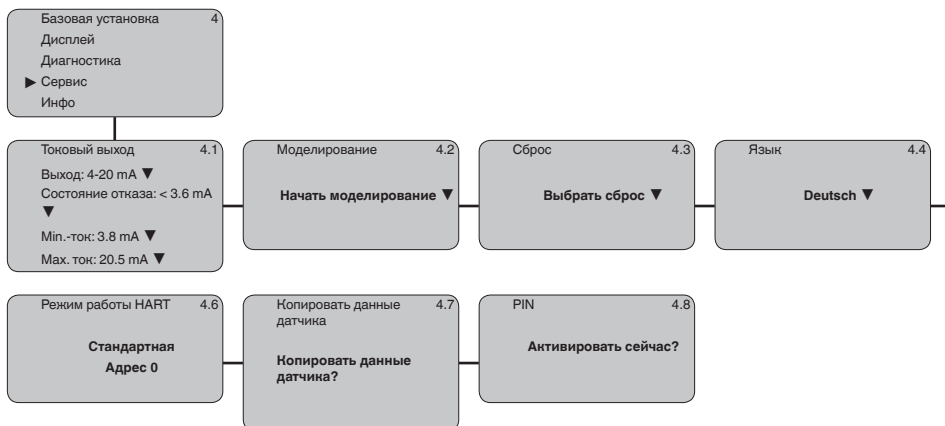 Базовая установка 4
Дисплей
Диагностика
▶ Сервис
Инфо
Токовый выход 4.1
Выход: 4-20 mA ▼
Состояние отказа: < 3.6 mA
▼
Min.-ток: 3.8 mA ▼
Max. ток: 20.5 mA ▼
Моделирование 4.2
Начать моделирование ▼
Сброс 4.3
Выбрать сброс ▼
Язык 4.4
Deutsch ▼
Режим работы HART 4.6
Стандартная
Адрес 0
Копировать данные 4.7
датчика
Копировать данные
датчика?
PIN 4.8
Активировать сейчас?